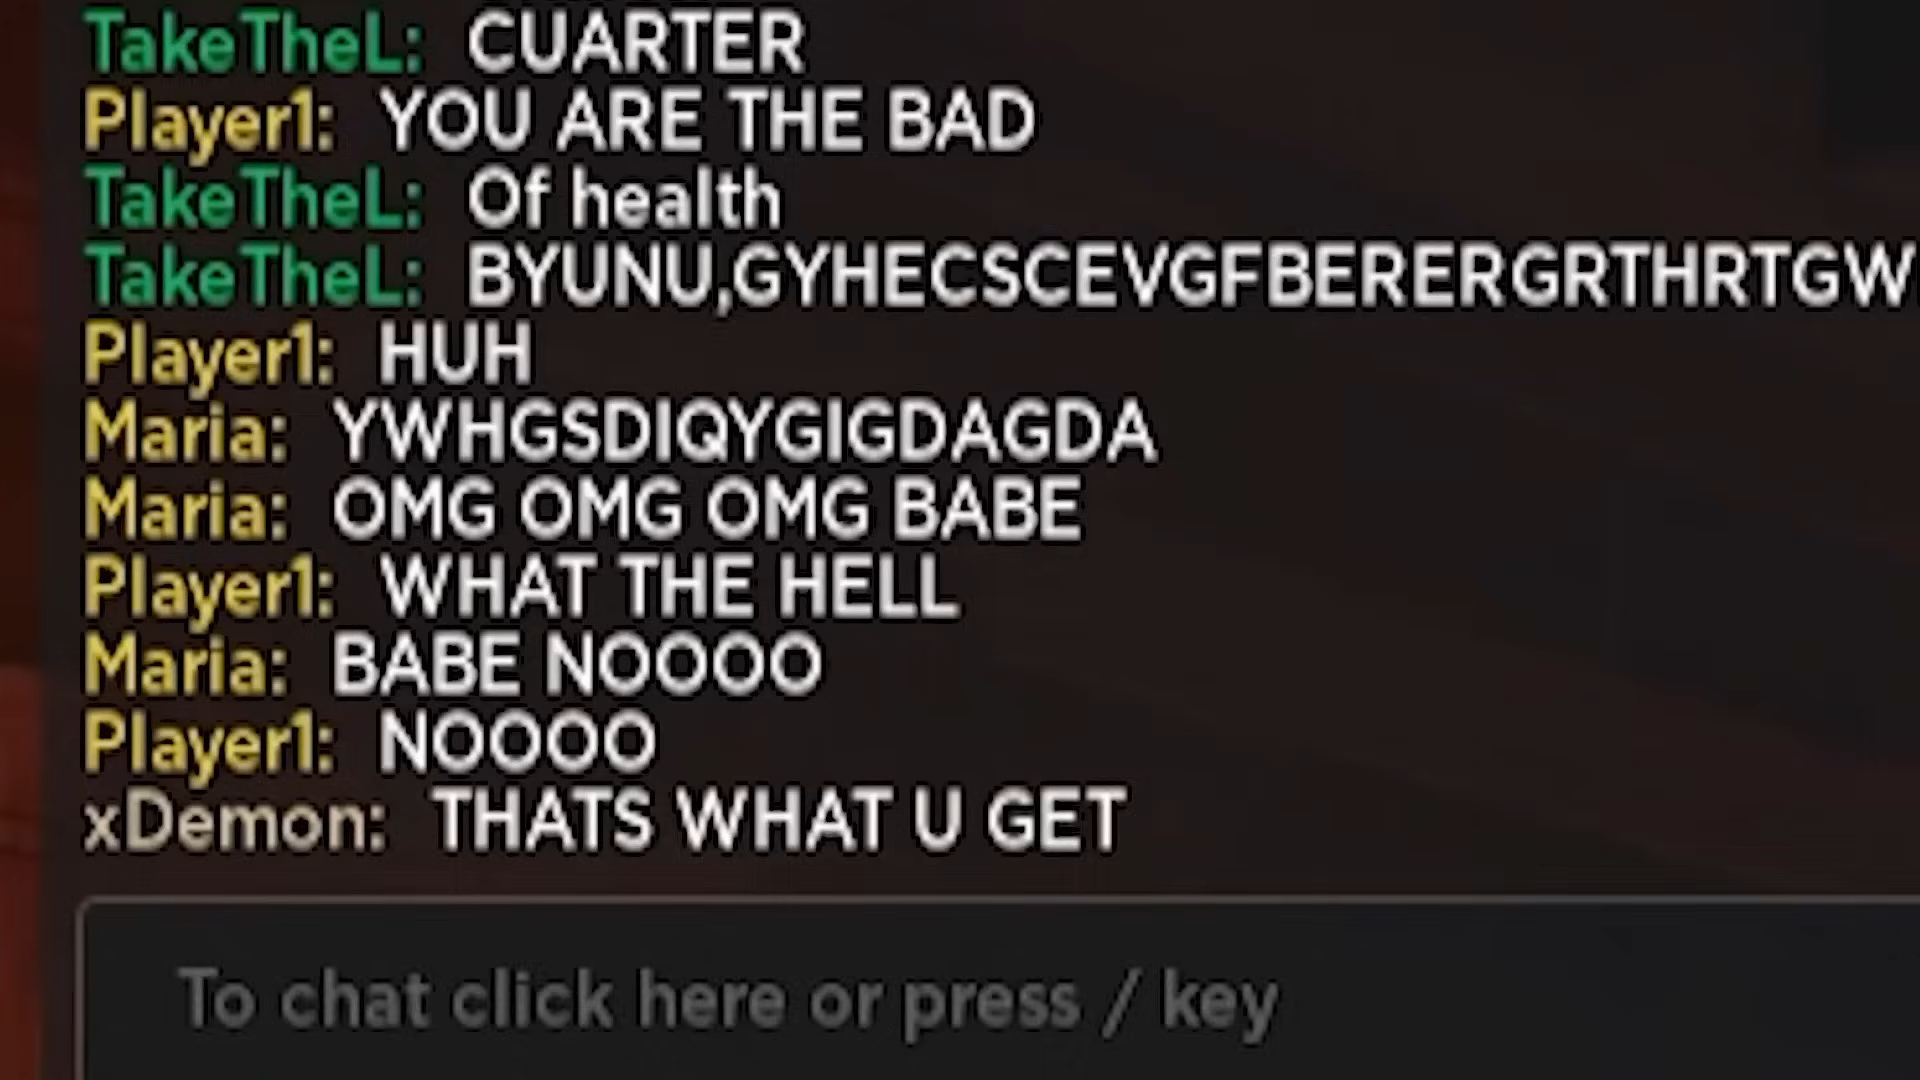 TakeTheL: CUARTER
Player1: YOU ARE THE BAD
TakeTheL: Of health
TakeTheL: BYUNU,GYHECSCEVGFBERERGRTHRTGW
Player1: HUH
Maria: YWHGSDIQYGIGDAGDA
Maria: OMG OMG OMG BABE
Player1: WHAT THE HELL
Maria: BABE NOOOO
Player1: NOOOO
xDemon: THATS WHAT U GET
To chat click here or press / key